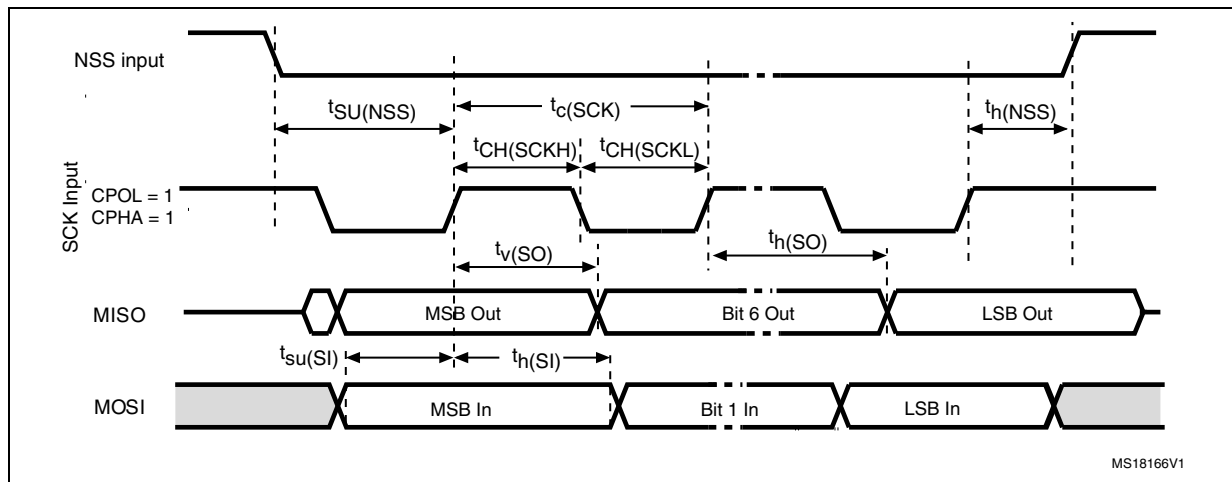 NSS input
tSU(NSS)
tc(SCK)
th(NSS)
tCH(SCKH)
tCH(SCKL)
SCK Input
CPOL = 1
CPHA = 1
tv(SO)
th(SO)
MISO
MSB Out
Bit 6 Out
LSB Out
tsu(SI)
th(SI)
MOSI
MSB In
Bit 1 In
LSB In
MS18166V1